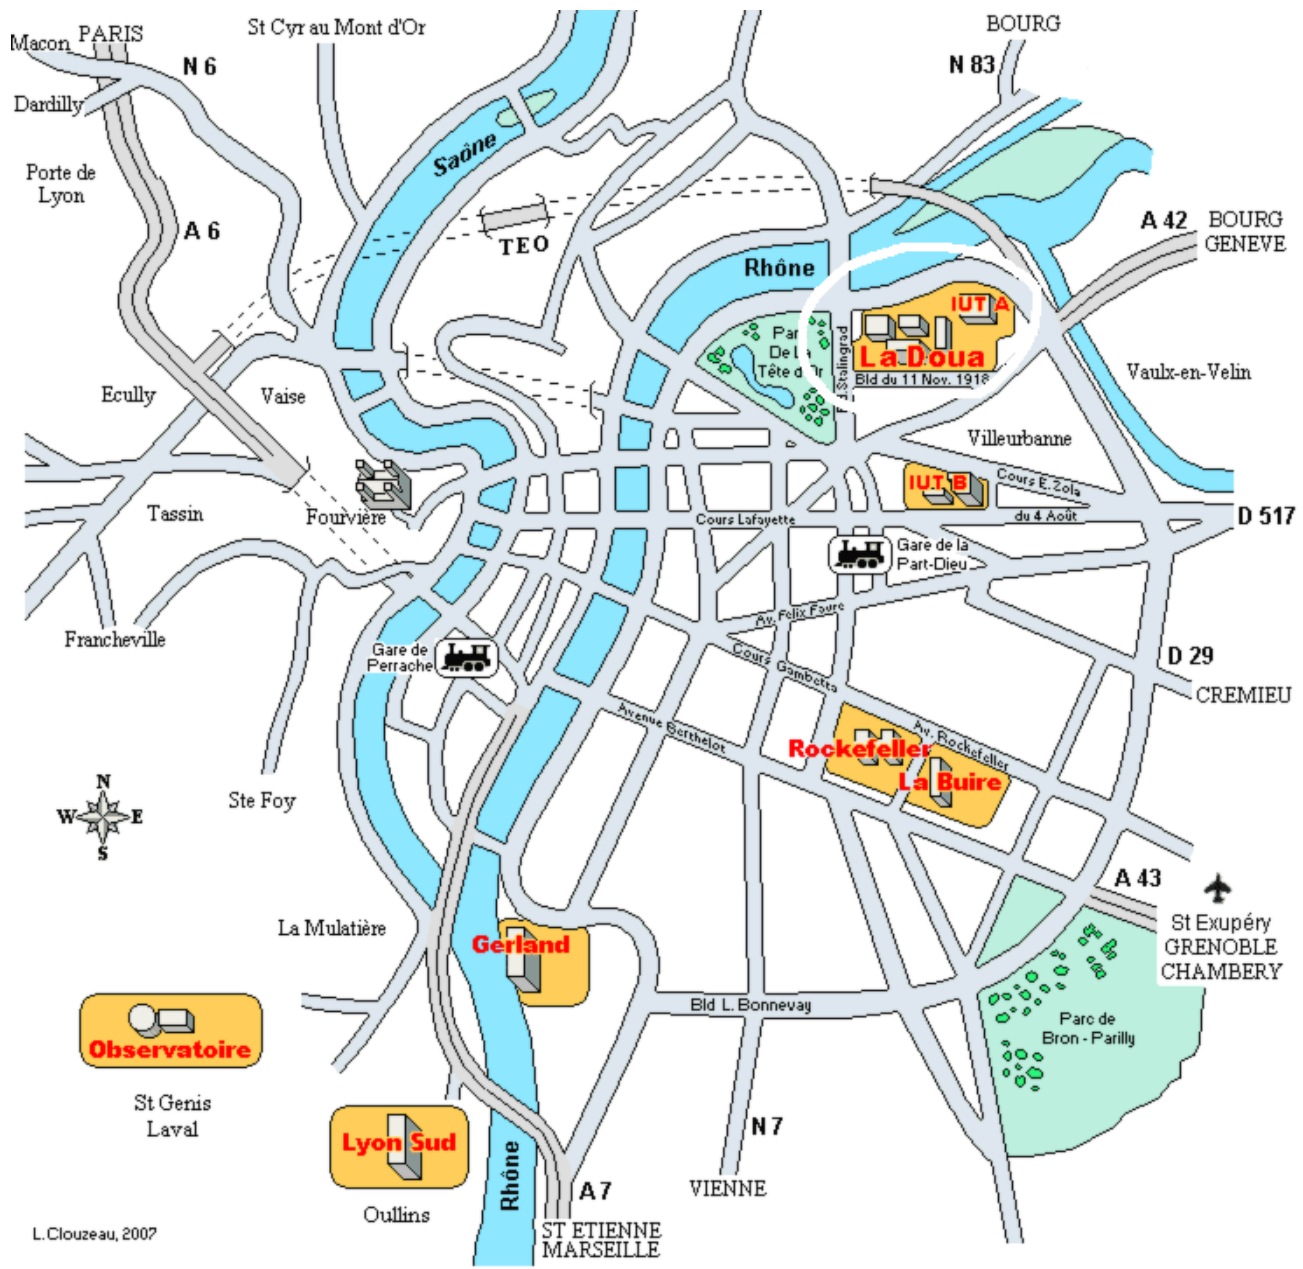 PARIS
Macon
St Cyr au Mont d'Or
BOURG
N 6
N 83
Dardilly
Saône
Porte de
Lyon
A 6
TEO
A 42
BOURG
GENEVE
Rhône
IUT A
La Doua
Parc
De La
Tête d'Or
Bld.Stalingrad
Bld du 11 Nov. 1918
Vaulx-en-Velin
Ecully
Vaise
Villeurbanne
IUT B
Cours E. Zola
Tassin
Fourvière
Cours Lafayette
du 4 Août
D 517
Gare de la
Part-Dieu
Av. Felix Faure
Francheville
Gare de
Perrache
Cours Gambetta
D 29
CREMIEU
Avenue Berthelot
Av. Rockefeller
Rockefeller
La Buire
N
W
E
S
Ste Foy
A 43
St Exupéry
GRENOBLE
CHAMBERY
La Mulatière
Gerland
Bld L. Bonnevay
Parc de
Bron - Parilly
Observatoire
St Genis
Laval
Lyon Sud
Oullins
Rhône
N 7
VIENNE
A 7
ST ETIENNE
MARSEILLE
L.Clouzeau, 2007